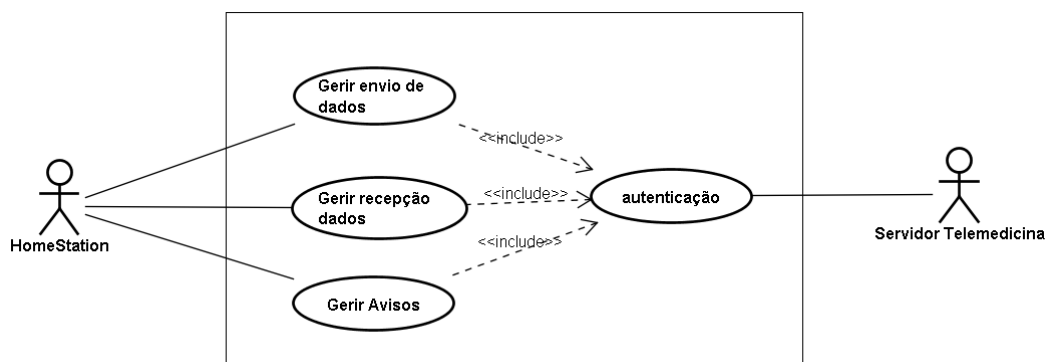 Gerir envio de
dados
<<include>>
Gerir recepção
dados
<<include>>
autenticação
<<include>>
HomeStation
Servidor Telemedicina
Gerir Avisos